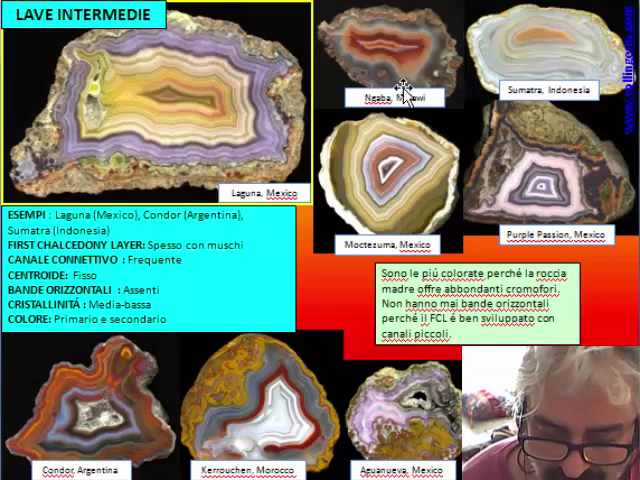 LAVE INTERMEDIE
Laguna, Mexico
Sumatra, Indonesia
Moctezuma, Mexico
Purple Passion, Mexico
ESEMPI : Laguna (Mexico), Condor (Argentina),
Sumatra (Indonesia)
FIRST CHALCEDONY LAYER: Spesso con muschi
CANALE CONNETTIVO : Frequente
CENTROIDE: Fisso
BANDE ORIZZONTALI : Assenti
CRISTALLINITÁ : Media-bassa
COLORE: Primario e secondario
Sono le piú colorate perché la roccia
madre offre abbondanti cromofori.
Non hanno mai bande orizzontali
perché il FCL é ben sviluppato con
canali piccoli.
Condor, Argentina
Kerrouchen, Morocco
Aguanueva, Mexico